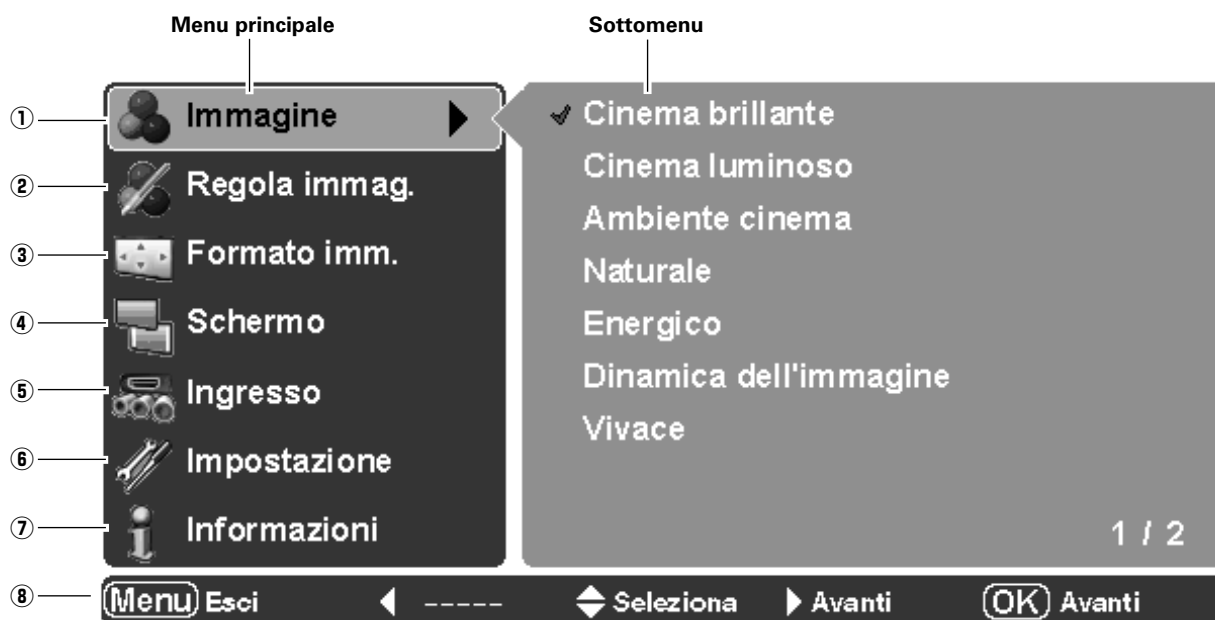 Menu principale
Sottomenu
① Immagine
② Regola immag.
③ Formato imm.
④ Schermo
⑤ Ingresso
⑥ Impostazione
⑦ Informazioni
Cinema brillante
Cinema luminoso
Ambiente cinema
Naturale
Energico
Dinamica dell'immagine
Vivace
1 / 2
⑧ Menu Esci ----- Seleziona Avanti OK Avanti